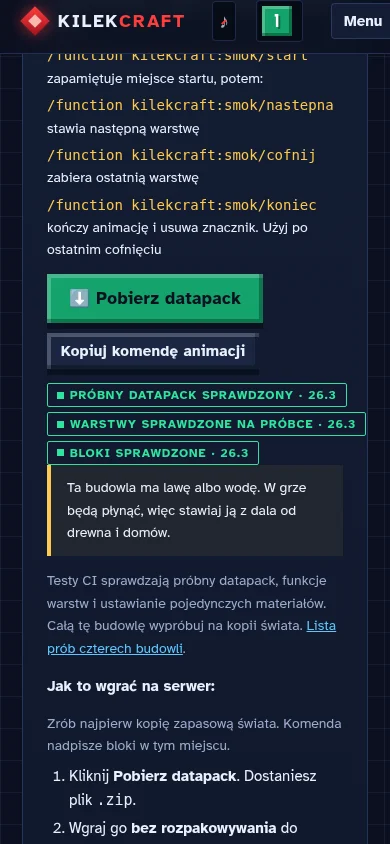 KILEKCRAFT
♪
1
Menu
/function kilekcraft:smok/start
zapamiętuje miejsce startu, potem:
/function kilekcraft:smok/nastepna
stawia następną warstwę
/function kilekcraft:smok/cofnij
zabiera ostatnią warstwę
/function kilekcraft:smok/koniec
kończy animację i usuwa znacznik. Użyj po
ostatnim cofnięciu
⬇️ Pobierz datapack
Kopiuj komendę animacji
PRÓBNY DATAPACK SPRAWDZONY · 26.3
WARSTWY SPRAWDZONE NA PRÓBCE · 26.3
BLOKI SPRAWDZONE · 26.3
Ta budowla ma lawę albo wodę. W grze
będą płynąć, więc stawiaj ją z dala od
drewna i domów.
Testy CI sprawdzają próbny datapack, funkcje
warstw i ustawianie pojedynczych materiałów.
Całą tę budowlę wypróbuj na kopii świata. Lista
prób czterech budowli.
Jak to wgrać na serwer:
Zrób najpierw kopię zapasową świata. Komenda
nadpisze bloki w tym miejscu.
1. Kliknij Pobierz datapack. Dostaniesz
plik .zip.
2. Wgraj go bez rozpakowywania do